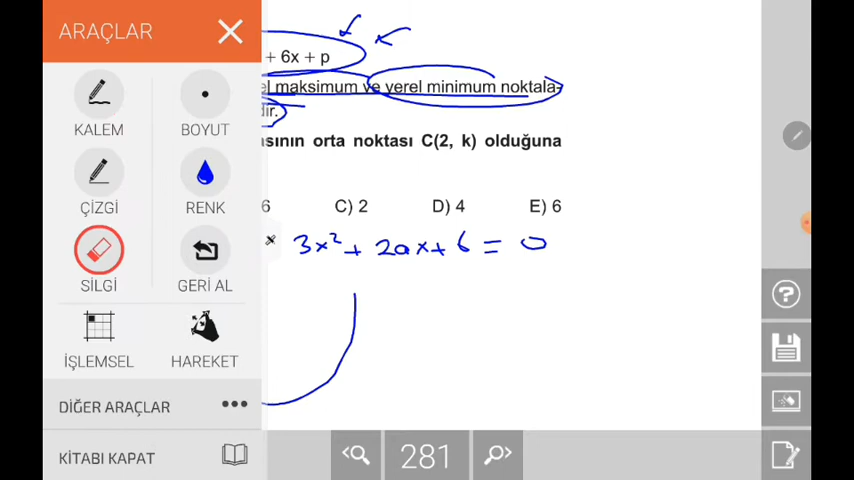 ARAÇLAR
KALEM
BOYUT
ÇİZGİ
RENK
SİLGİ
GERİ AL
İŞLEMSEL
HAREKET
DİĞER ARAÇLAR
KİTABI KAPAT
+ 6x + p
el maksimum ve yerel minimum noktala-
dir.
sının orta noktası C(2, k) olduğuna
6 C) 2 D) 4 E) 6
3x² + 2ax + 6 = 0
281